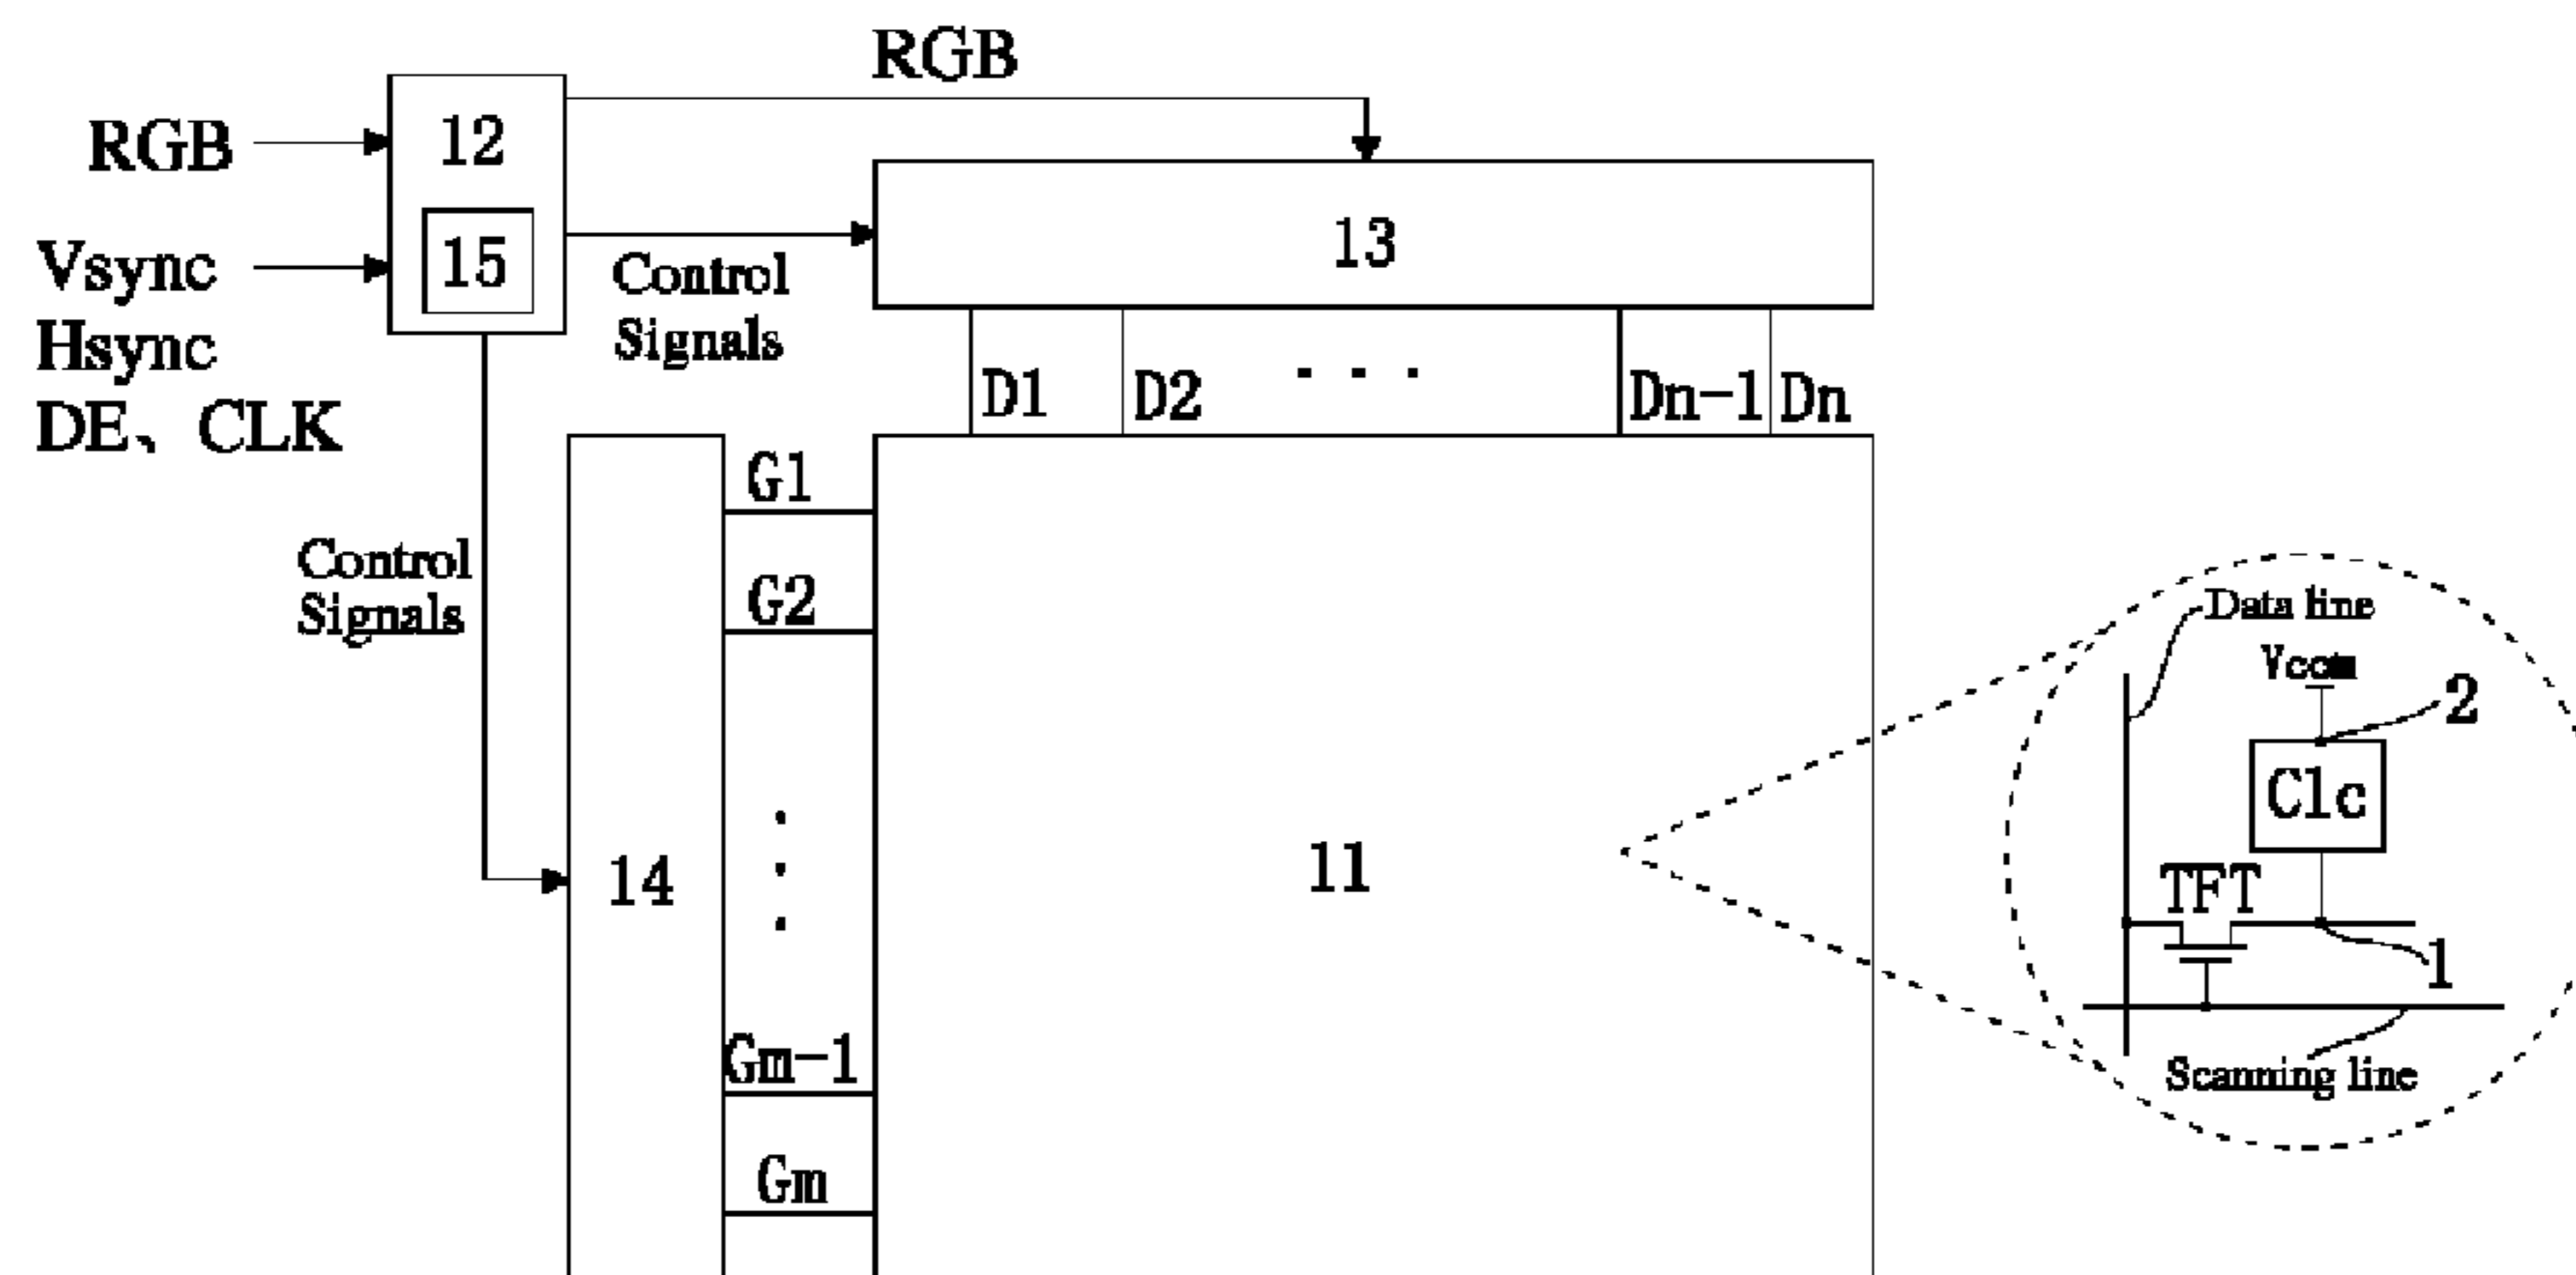 RGB
RGB
12
15
Vsync
Hsync
DE、CLK
Control
Signals
13
D1
D2
. . .
Dn-1
Dn
Control
Signals
14
G1
G2
Gm-1
Gm
11
Data line
Vcom
2
Clc
TFT
1
Scanning line